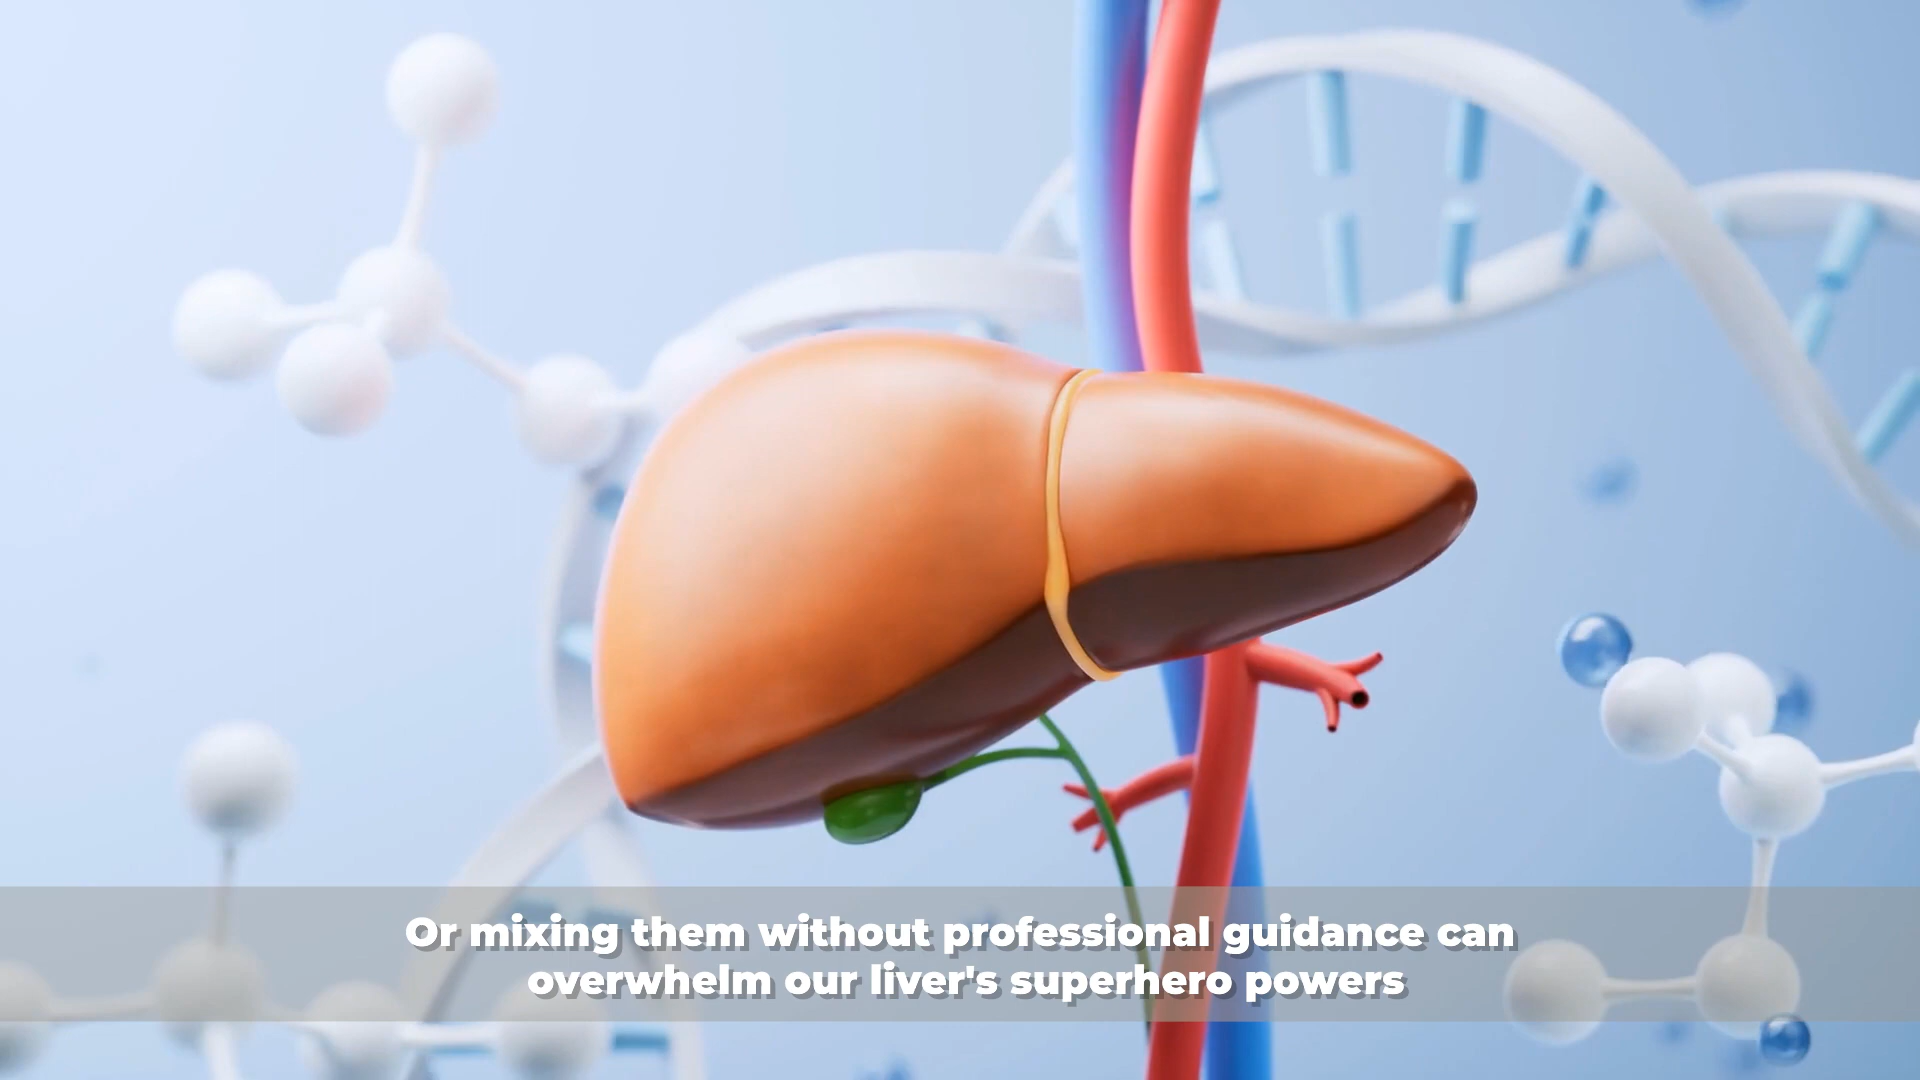 Or mixing them without professional guidance can
overwhelm our liver's superhero powers